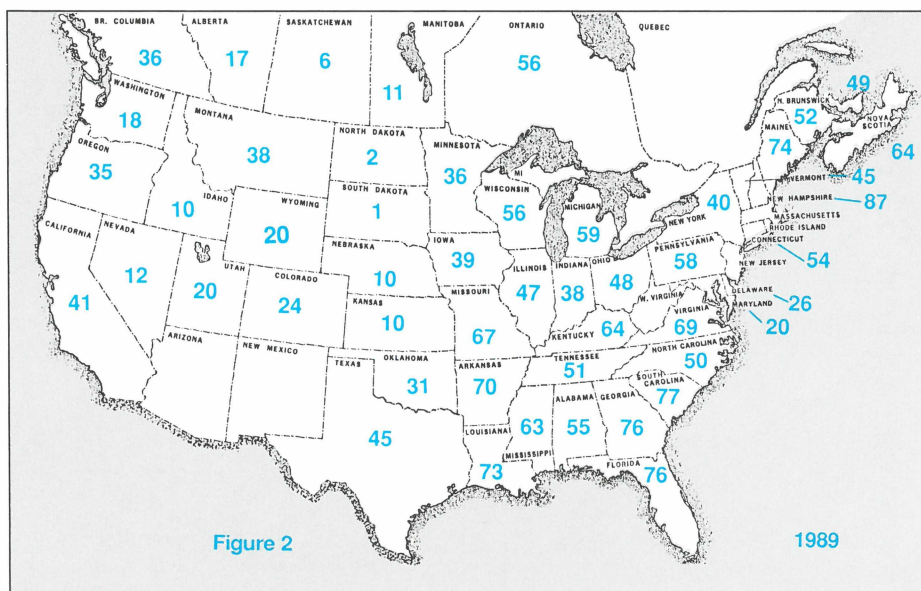 BR. COLUMBIA
ALBERTA
SASKATCHEWAN
MANITOBA
ONTARIO
QUEBEC
36
17
6
11
56
49
WASHINGTON
18
MONTANA
38
NORTH DAKOTA
2
MINNESOTA
36
N. BRUNSWICK
52
NOVA
SCOTIA
64
MAINE
74
OREGON
35
IDAHO
10
WYOMING
20
SOUTH DAKOTA
1
WISCONSIN
56
MI
MICHIGAN
59
NEW YORK
40
VERMONT
45
NEW HAMPSHIRE
87
MASSACHUSETTS
RHODE ISLAND
CONNECTICUT
54
CALIFORNIA
41
NEVADA
12
UTAH
20
COLORADO
24
NEBRASKA
10
IOWA
39
ILLINOIS
47
INDIANA
38
OHIO
48
PENNSYLVANIA
58
NEW JERSEY
DELAWARE
26
MARYLAND
20
KANSAS
10
MISSOURI
67
KENTUCKY
64
W. VIRGINIA
VIRGINIA
69
ARIZONA
NEW MEXICO
TEXAS
45
OKLAHOMA
31
ARKANSAS
70
TENNESSEE
51
NORTH CAROLINA
50
SOUTH
CAROLINA
77
LOUISIANA
73
MISSISSIPPI
63
ALABAMA
55
GEORGIA
76
FLORIDA
76
Figure 2
1989